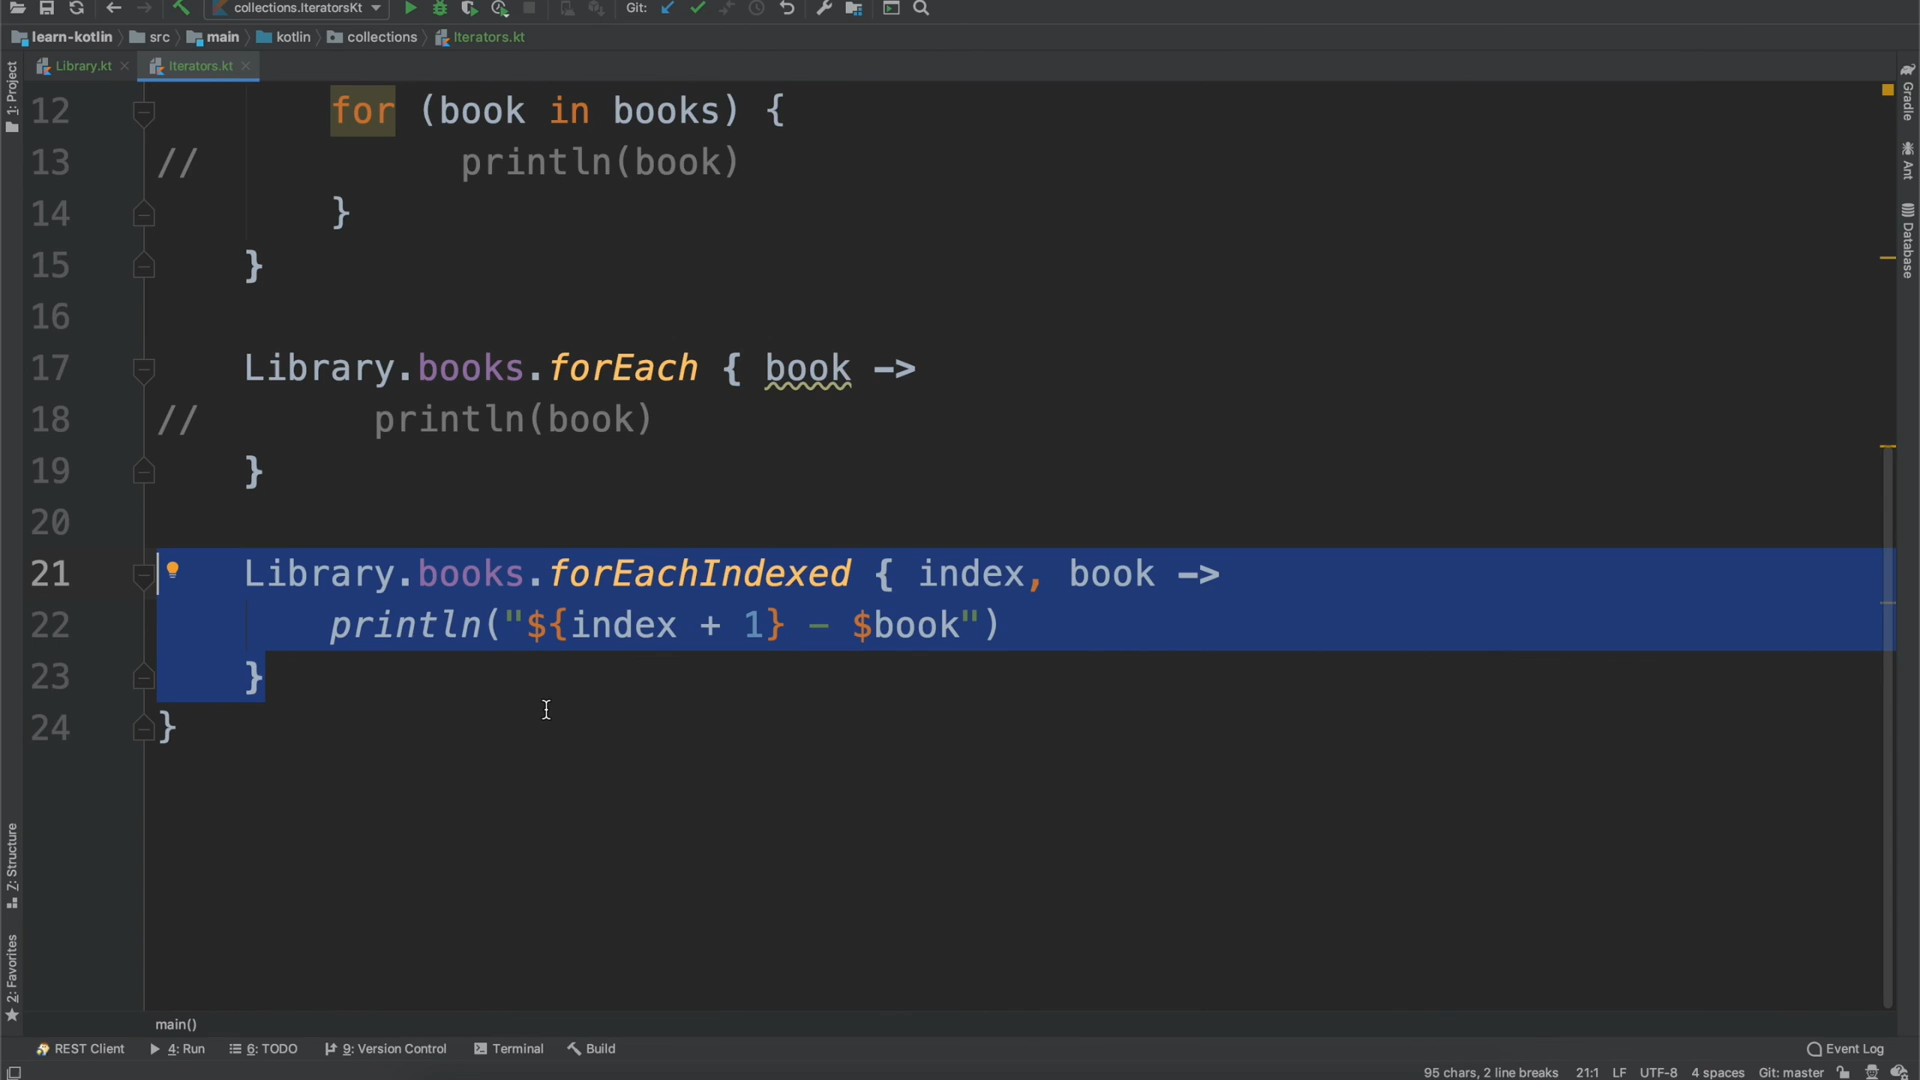 collections.IteratorsKt Git:
learn-kotlin src main kotlin collections Iterators.kt
Library.kt Iterators.kt
1: Project
Gradle
Ant
Database
12 for (book in books) {
13 // println(book)
14 }
15 }
16
17 Library.books.forEach { book ->
18 // println(book)
19 }
20
21 Library.books.forEachIndexed { index, book ->
22 println("${index + 1} - $book")
23 }
24 }
Z: Structure
2: Favorites
main()
REST Client 4: Run 6: TODO 9: Version Control Terminal Build Event Log
95 chars, 2 line breaks 21:1 LF UTF-8 4 spaces Git: master